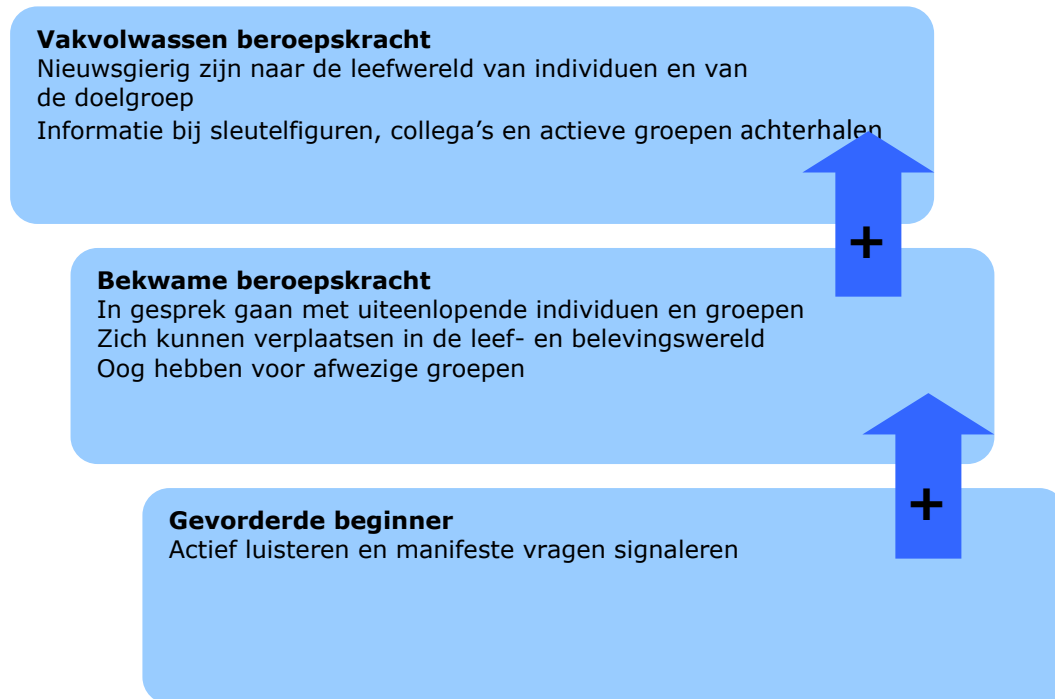 Vakvolwassen beroepskracht
Nieuwsgierig zijn naar de leefwereld van individuen en van
de doelgroep
Informatie bij sleutelfiguren, collega’s en actieve groepen achterhalen
+
Bekwame beroepskracht
In gesprek gaan met uiteenlopende individuen en groepen
Zich kunnen verplaatsen in de leef- en belevingswereld
Oog hebben voor afwezige groepen
+
Gevorderde beginner
Actief luisteren en manifeste vragen signaleren